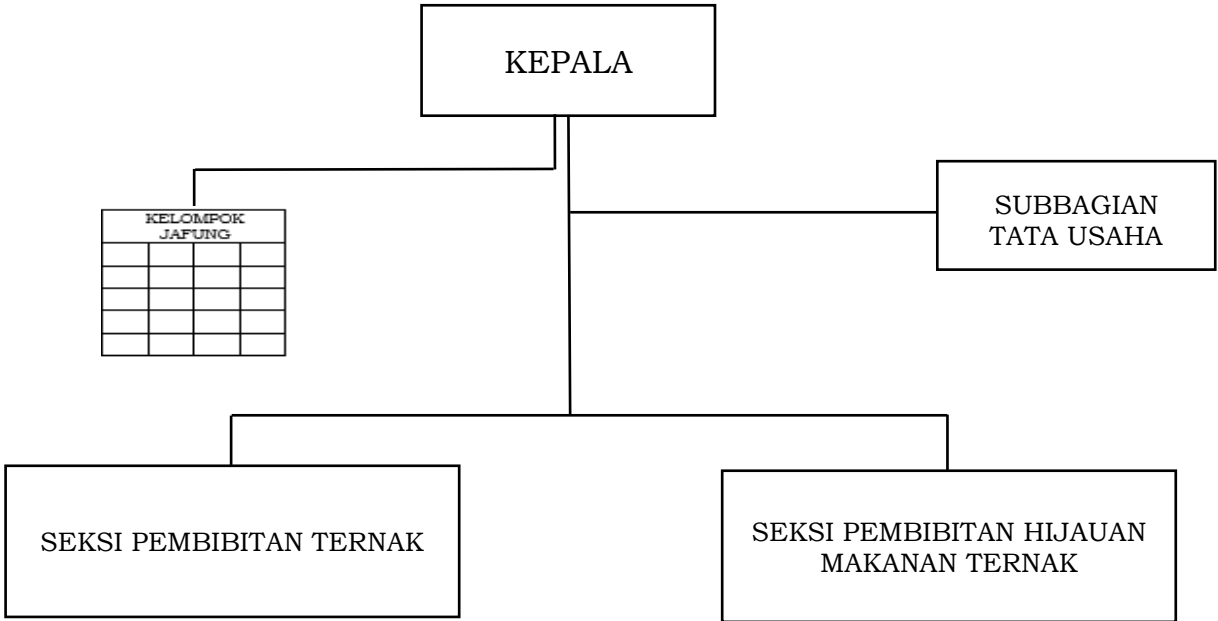 KEPALA
SUBBAGIAN
TATA USAHA
KELOMPOK
JAFUNG
SEKSI PEMBIBITAN TERNAK
SEKSI PEMBIBITAN HIJAUAN
MAKANAN TERNAK